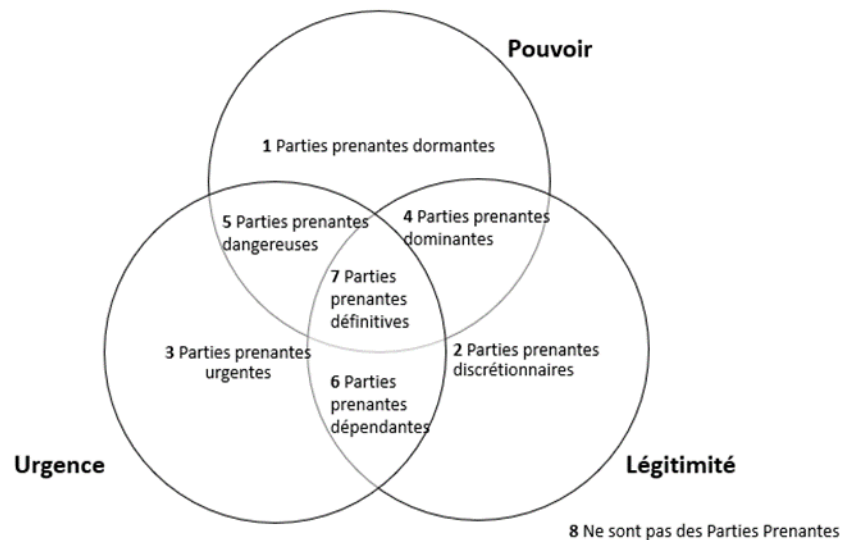 Pouvoir
1 Parties prenantes dormantes
5 Parties prenantes
dangereuses
4 Parties prenantes
dominantes
7 Parties
prenantes
définitives
3 Parties prenantes
urgentes
2 Parties prenantes
discrétionnaires
6 Parties
prenantes
dépendantes
Urgence
Légitimité
8 Ne sont pas des Parties Prenantes